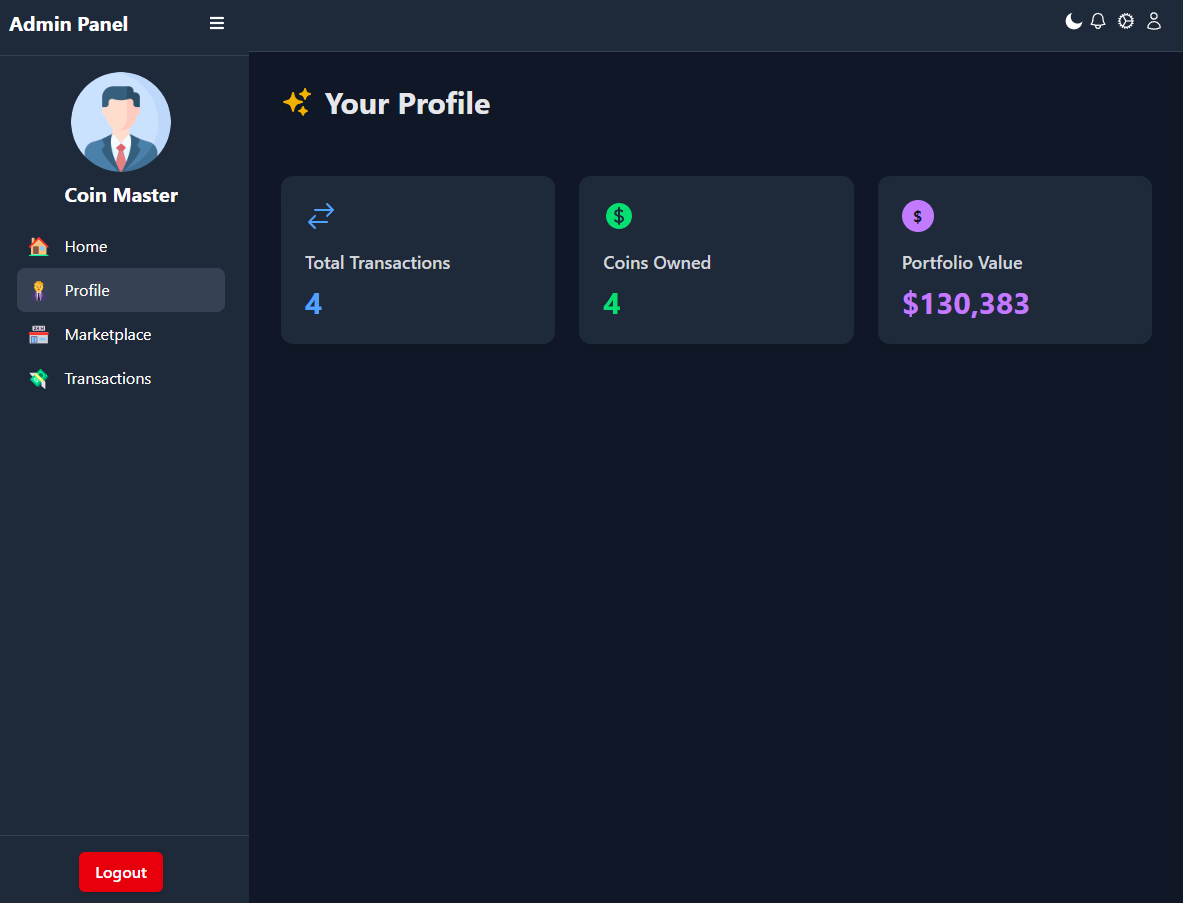 Admin Panel
Coin Master
Home
Profile
Marketplace
Transactions
Logout
Your Profile
Total Transactions
4
$
Coins Owned
4
$
Portfolio Value
$130,383